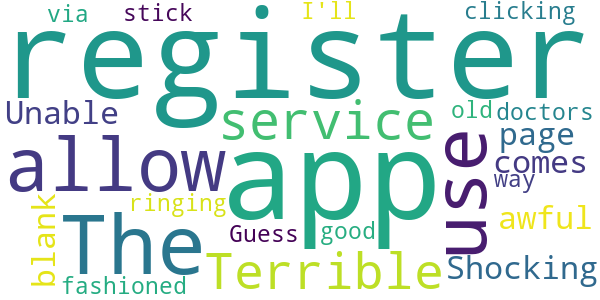 via stick I'll clicking
register
Unable service old doctors
allow app use page
comes
way
blank ringing The Guess good awful
Terrible Shocking
fashioned